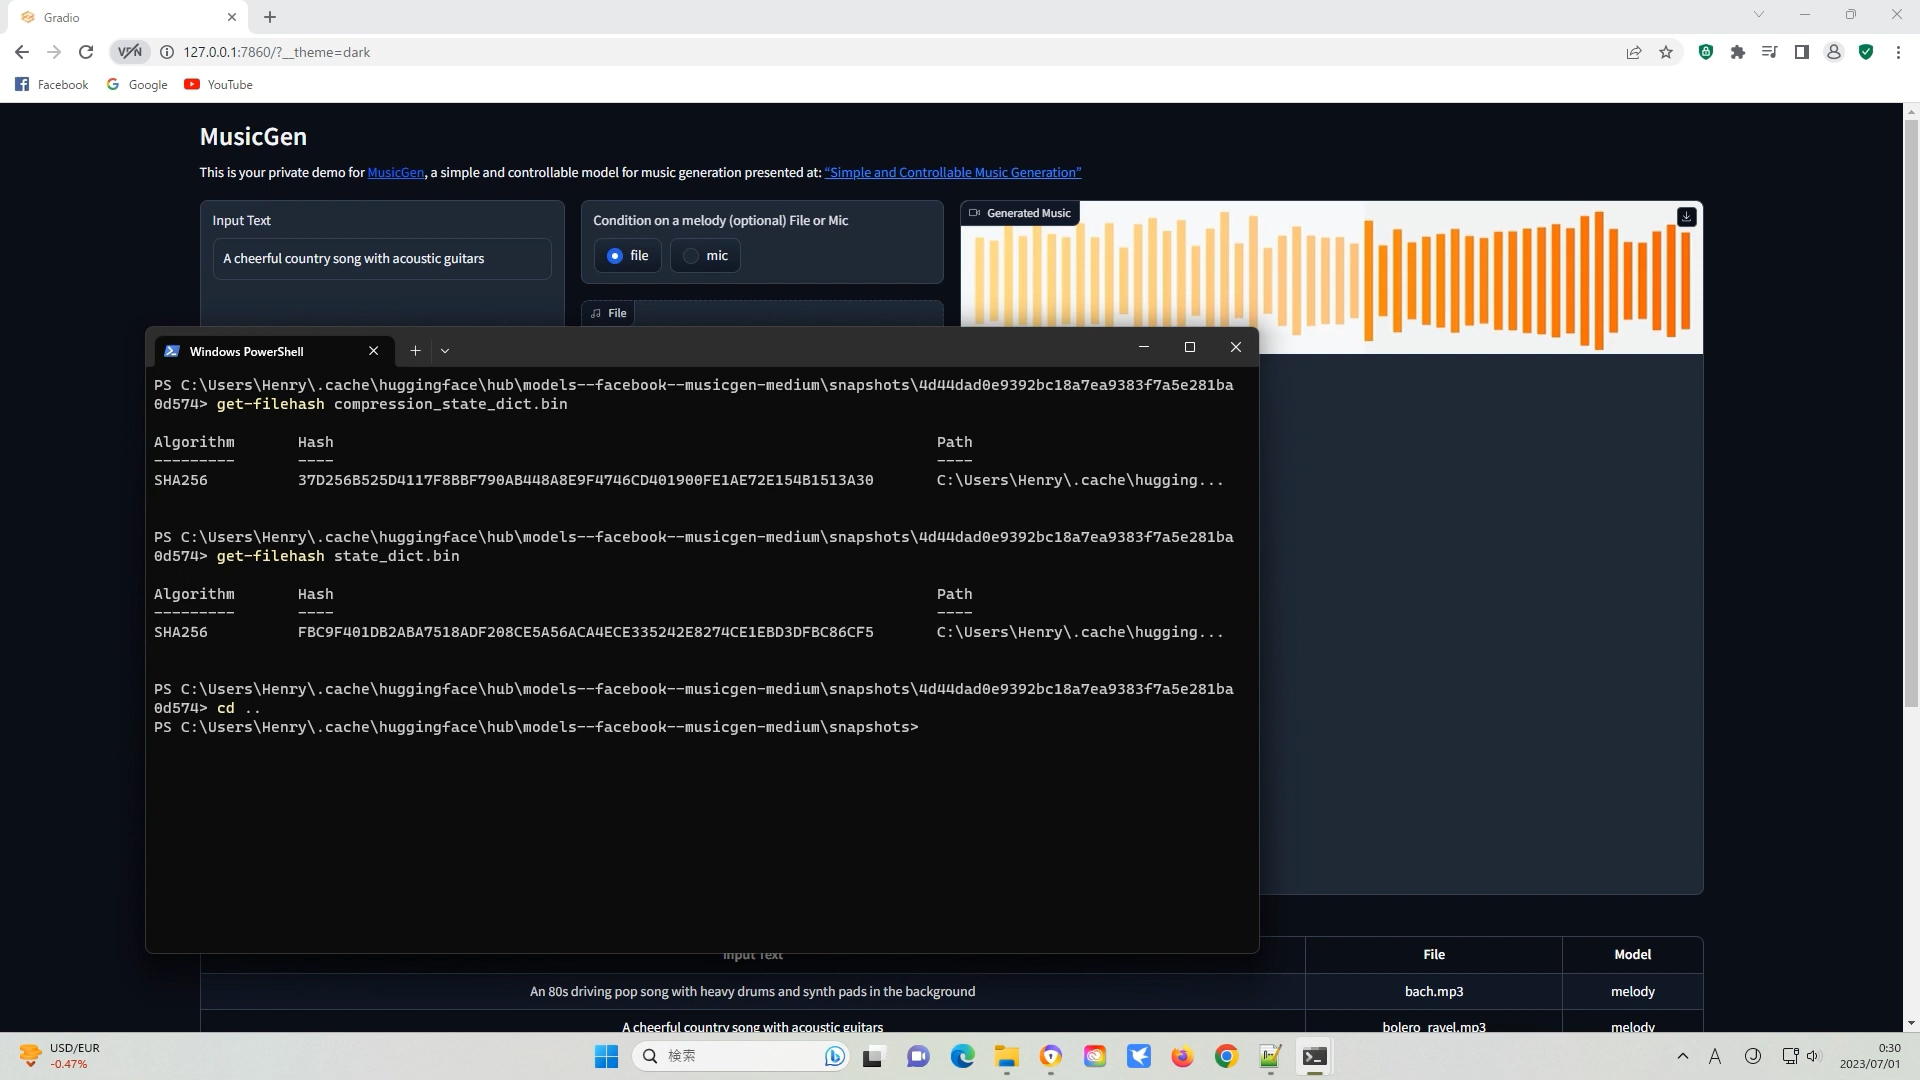 Gradio
VPN
127.0.0.1:7860/?__theme=dark
Facebook
Google
YouTube
MusicGen
This is your private demo for MusicGen, a simple and controllable model for music generation presented at: “Simple and Controllable Music Generation”
Input Text
A cheerful country song with acoustic guitars
Condition on a melody (optional) File or Mic
file
mic
File
Generated Music
Windows PowerShell
PS C:\Users\Henry\.cache\huggingface\hub\models--facebook--musicgen-medium\snapshots\4d44dad0e9392bc18a7ea9383f7a5e281ba
0d574> get-filehash compression_state_dict.bin
Algorithm Hash Path
--------- ---- ----
SHA256 37D256B525D4117F8BBF790AB448A8E9F4746CD401900FE1AE72E154B1513A30 C:\Users\Henry\.cache\hugging...
PS C:\Users\Henry\.cache\huggingface\hub\models--facebook--musicgen-medium\snapshots\4d44dad0e9392bc18a7ea9383f7a5e281ba
0d574> get-filehash state_dict.bin
Algorithm Hash Path
--------- ---- ----
SHA256 FBC9F401DB2ABA7518ADF208CE5A56ACA4ECE335242E8274CE1EBD3DFBC86CF5 C:\Users\Henry\.cache\hugging...
PS C:\Users\Henry\.cache\huggingface\hub\models--facebook--musicgen-medium\snapshots\4d44dad0e9392bc18a7ea9383f7a5e281ba
0d574> cd ..
PS C:\Users\Henry\.cache\huggingface\hub\models--facebook--musicgen-medium\snapshots>
Input Text File Model
An 80s driving pop song with heavy drums and synth pads in the background bach.mp3 melody
A cheerful country song with acoustic guitars bolero_ravel.mp3 melody
USD/EUR
-0.47%
検索
A
0:30
2023/07/01